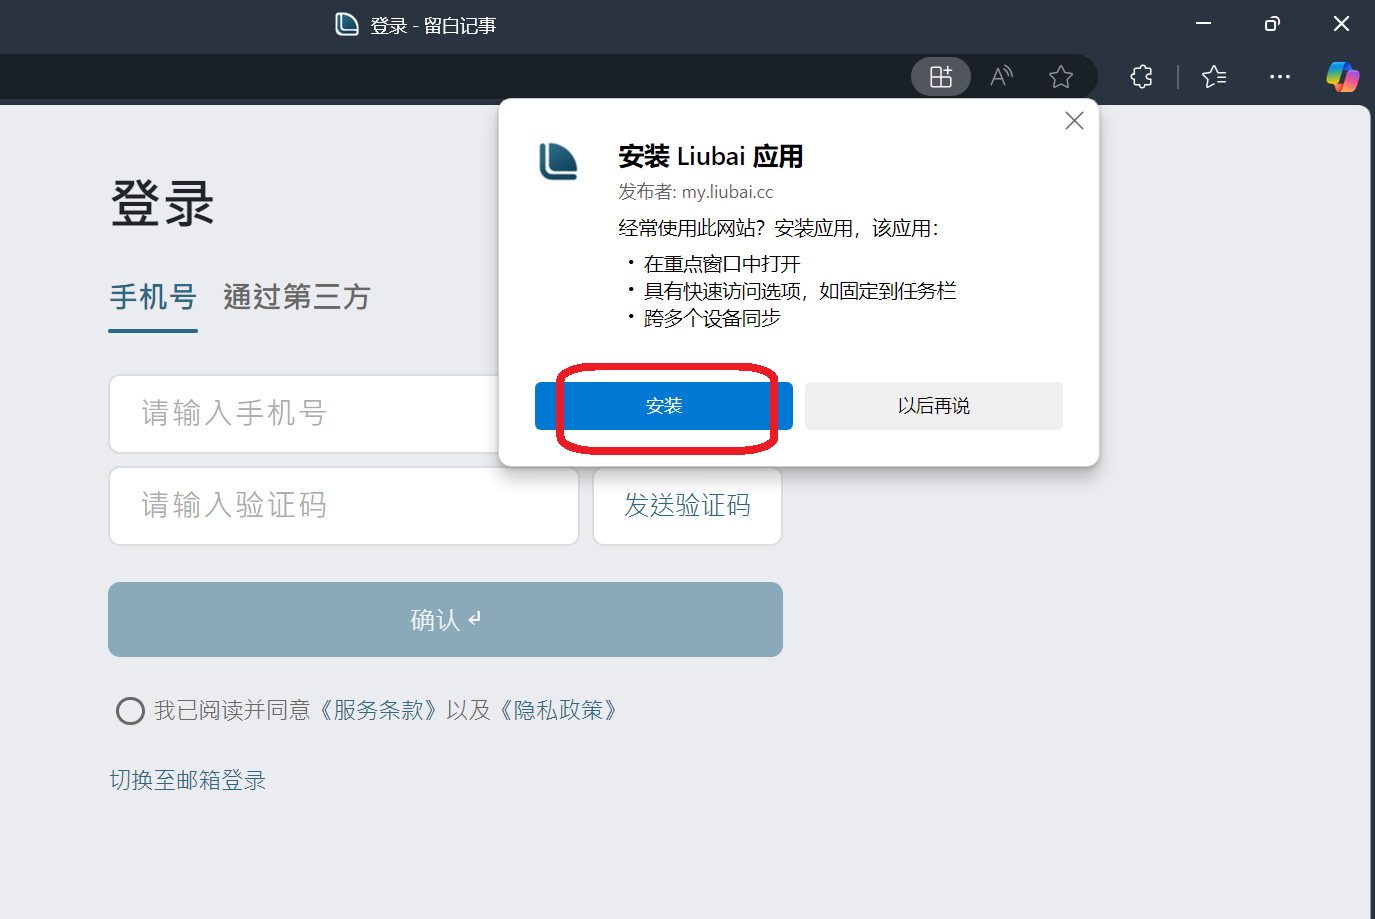 登录 - 留白记事
安装 Liubai 应用
发布者: my.liubai.cc
经常使用此网站？安装应用，该应用：
• 在重点窗口中打开
• 具有快速访问选项，如固定到任务栏
• 跨多个设备同步
安装
以后再说
登录
手机号 通过第三方
请输入手机号
请输入验证码
发送验证码
确认 ↵
我已阅读并同意《服务条款》以及《隐私政策》
切换至邮箱登录